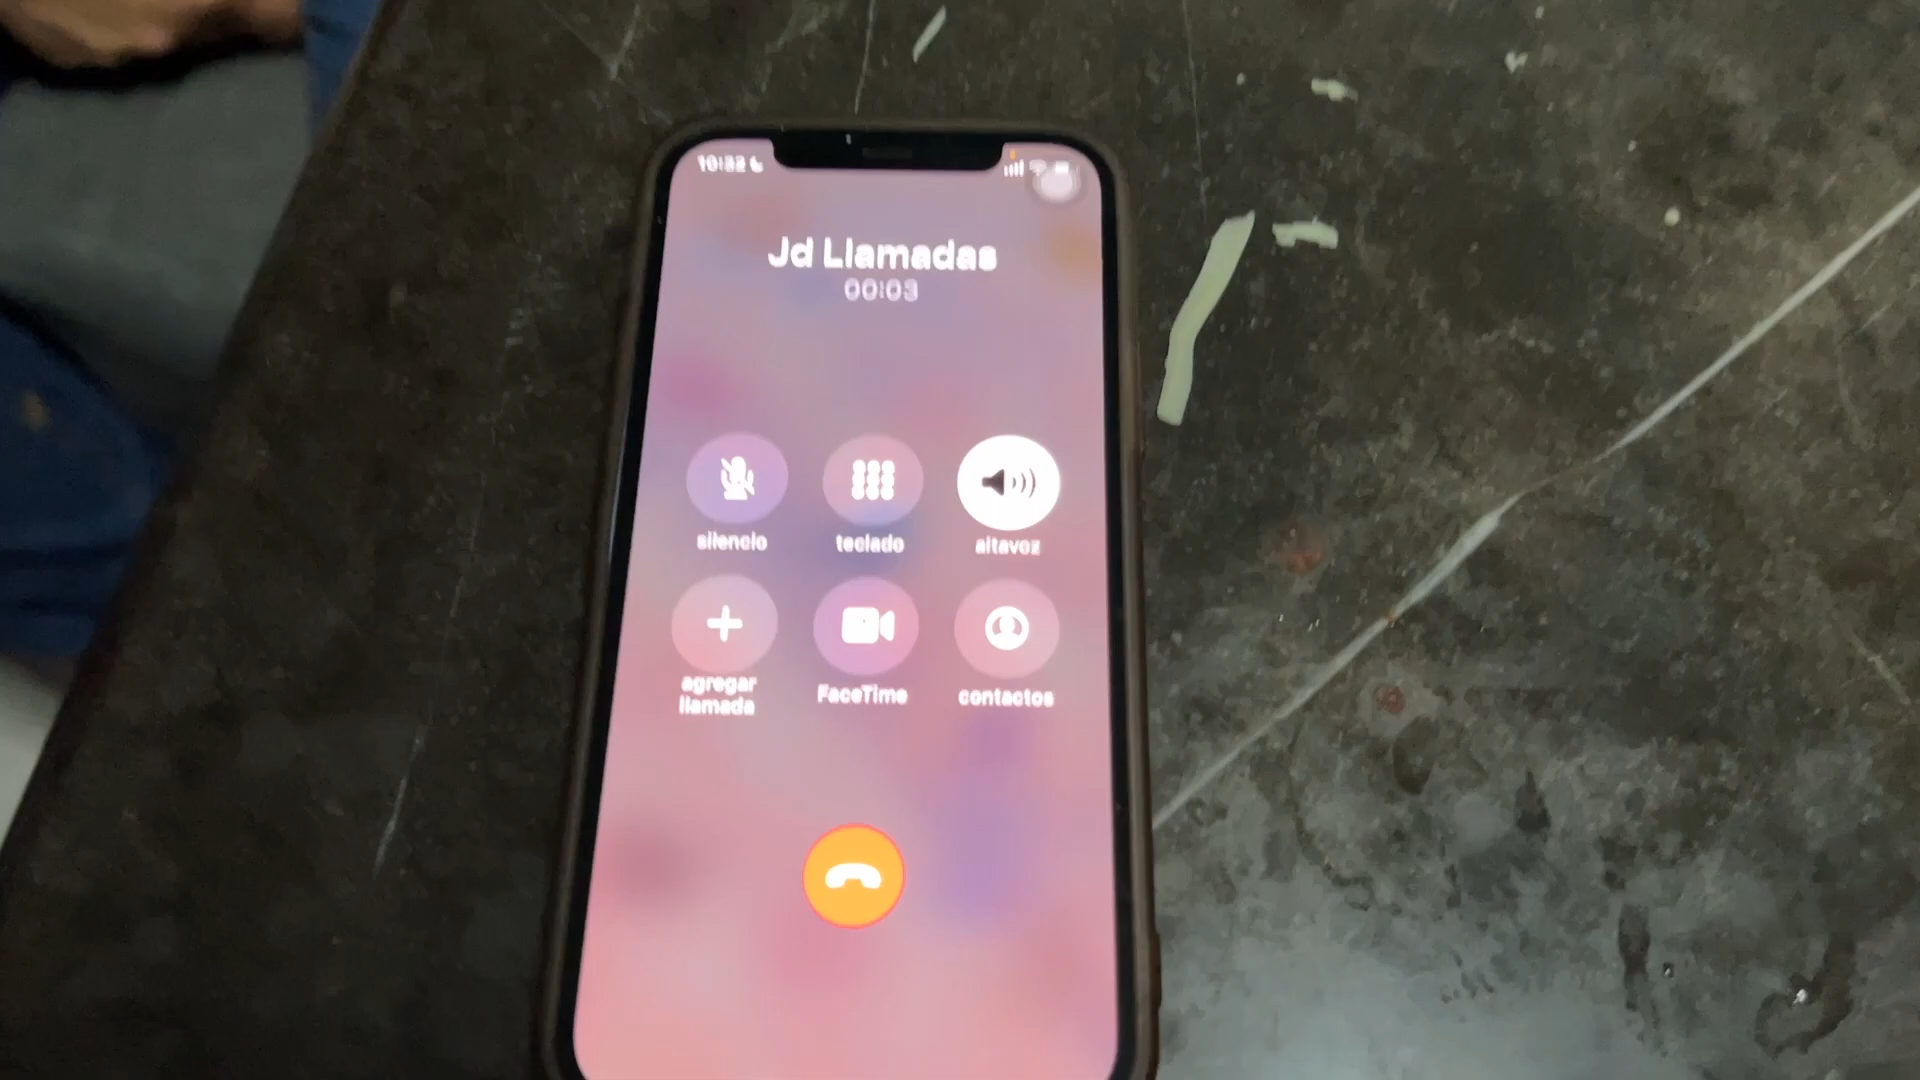 10:32
Jd Llamadas
00:03
silencio teclado altavoz
agregar llamada FaceTime contactos